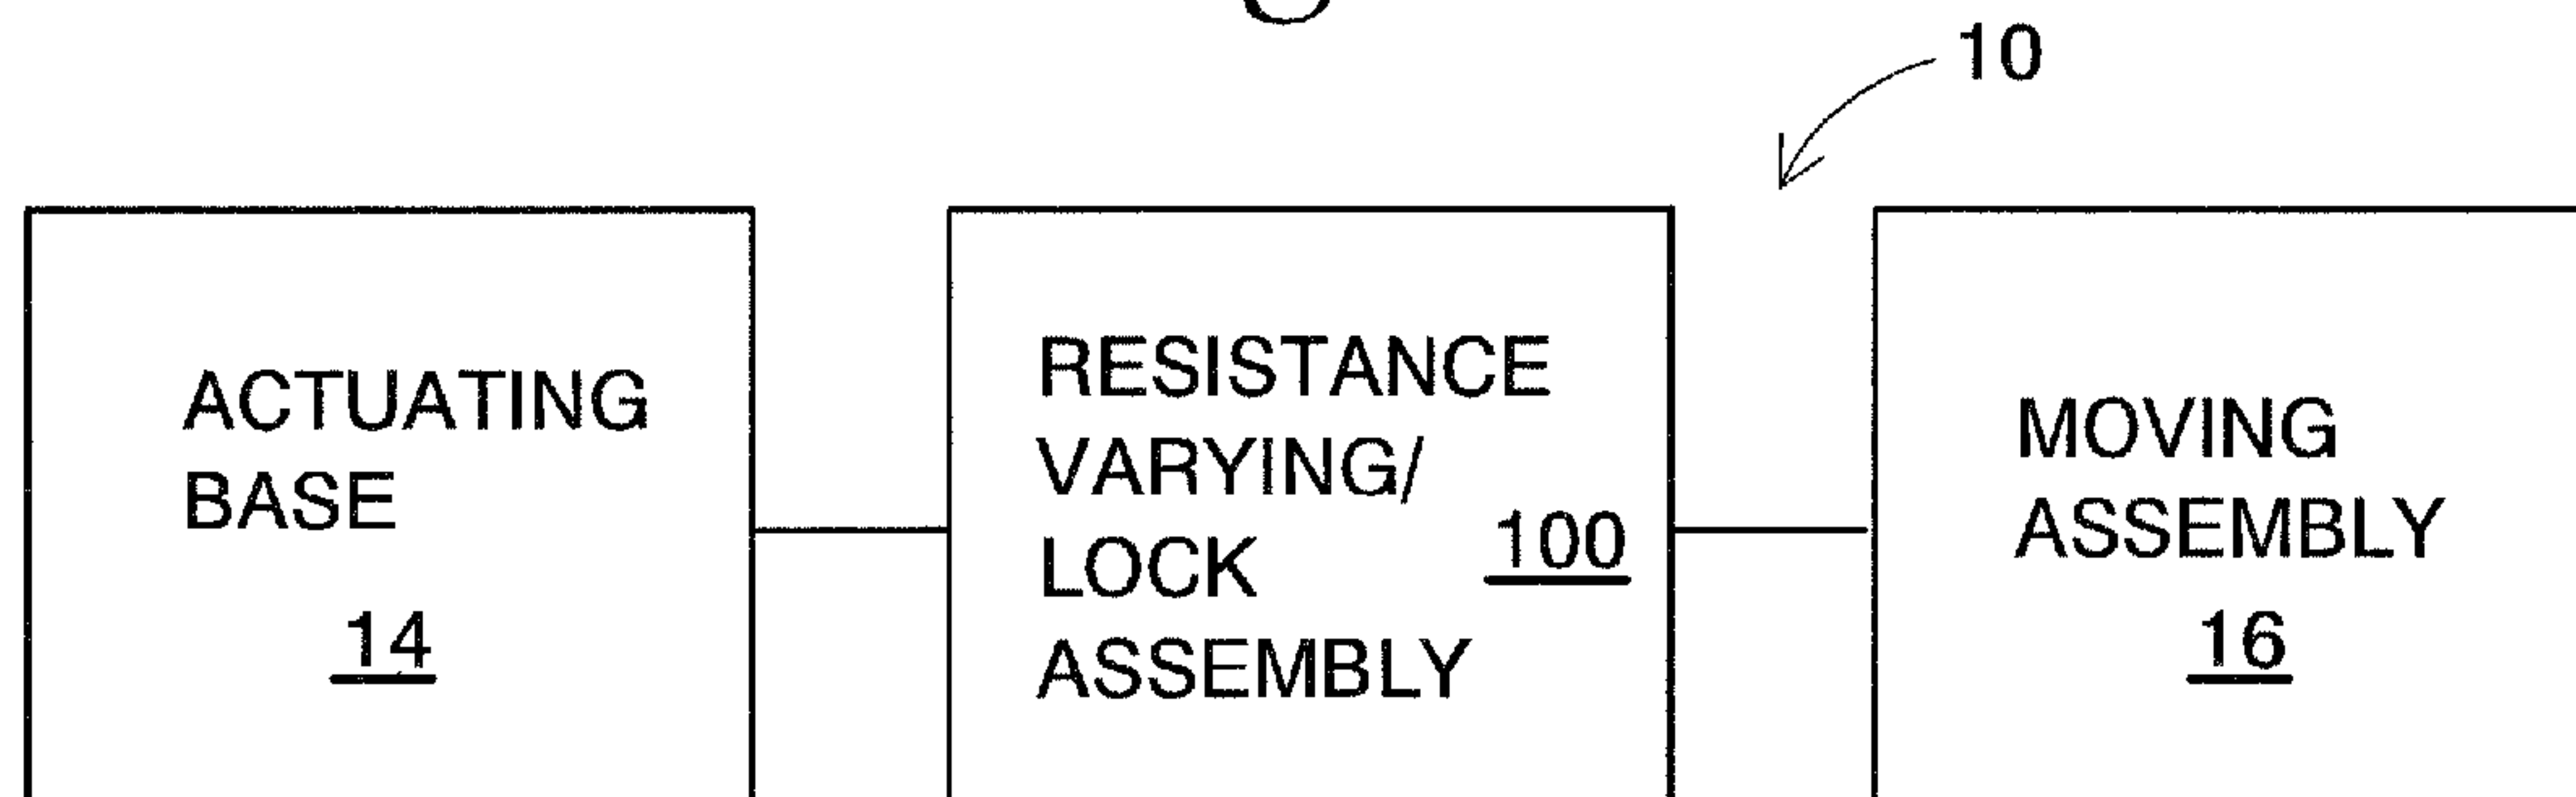 10
ACTUATING
BASE
14
RESISTANCE
VARYING/
LOCK
100
ASSEMBLY
MOVING
ASSEMBLY
16